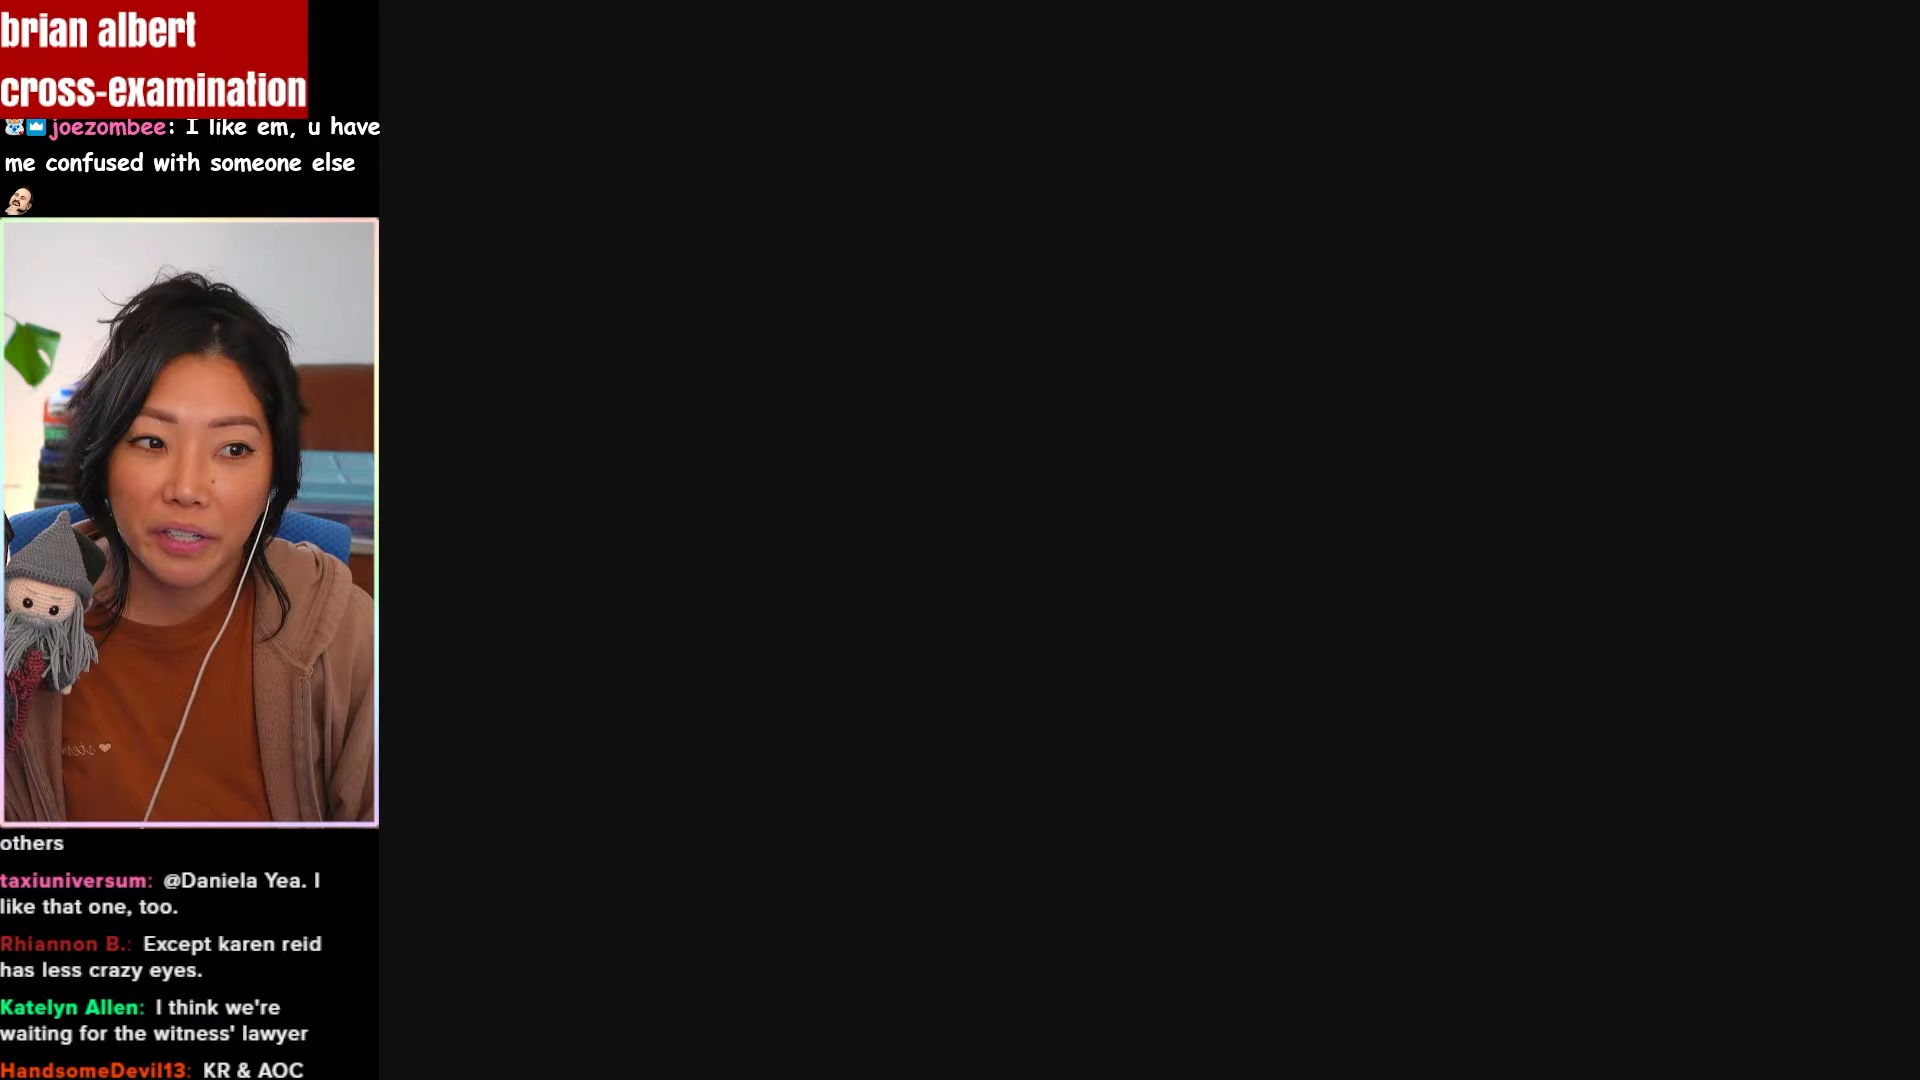 brian albert
cross-examination
joezombee: I like em, u have
me confused with someone else
others
taxiuniversum: @Daniela Yea. I
like that one, too.
Rhiannon B.: Except karen reid
has less crazy eyes.
Katelyn Allen: I think we're
waiting for the witness' lawyer
HandsomeDevil13: KR & AOC